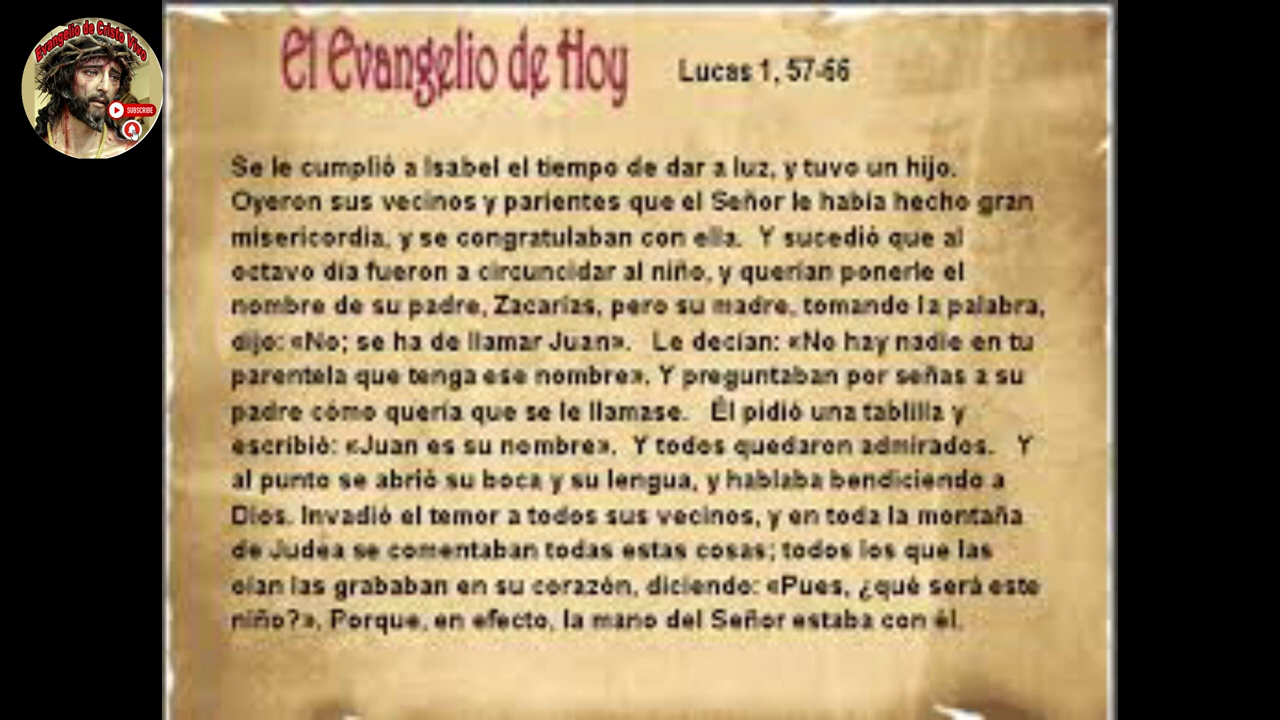 Evangelio de Cristo Vivo
SUBSCRIBE
El Evangelio de Hoy
Lucas 1, 57-66
Se le cumplió a Isabel el tiempo de dar a luz, y tuvo un hijo.
Oyeron sus vecinos y parientes que el Señor le había hecho gran
misericordia, y se congratulaban con ella. Y sucedió que al
octavo día fueron a circuncidar al niño, y querían ponerle el
nombre de su padre, Zacarías, pero su madre, tomando la palabra,
dijo: «No; se ha de llamar Juan». Le decían: «No hay nadie en tu
parentela que tenga ese nombre». Y preguntaban por señas a su
padre cómo quería que se le llamase. Él pidió una tablilla y
escribió: «Juan es su nombre». Y todos quedaron admirados. Y
al punto se abrió su boca y su lengua, y hablaba bendiciendo a
Dios. Invadió el temor a todos sus vecinos, y en toda la montaña
de Judea se comentaban todas estas cosas; todos los que las
oían las grababan en su corazón, diciendo: «Pues, ¿qué será este
niño?». Porque, en efecto, la mano del Señor estaba con él.